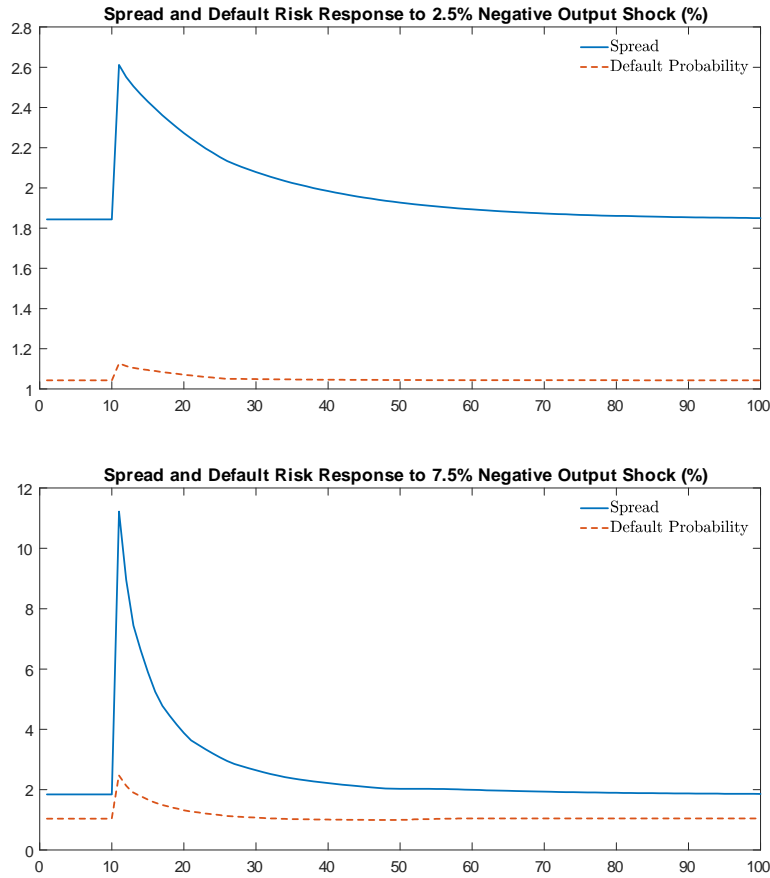 Spread and Default Risk Response to 2.5% Negative Output Shock (%)
2.8
2.6
2.4
2.2
2
1.8
1.6
1.4
1.2
1
Spread
Default Probability
0 10 20 30 40 50 60 70 80 90 100
Spread and Default Risk Response to 7.5% Negative Output Shock (%)
12
10
8
6
4
2
0
Spread
Default Probability
0 10 20 30 40 50 60 70 80 90 100